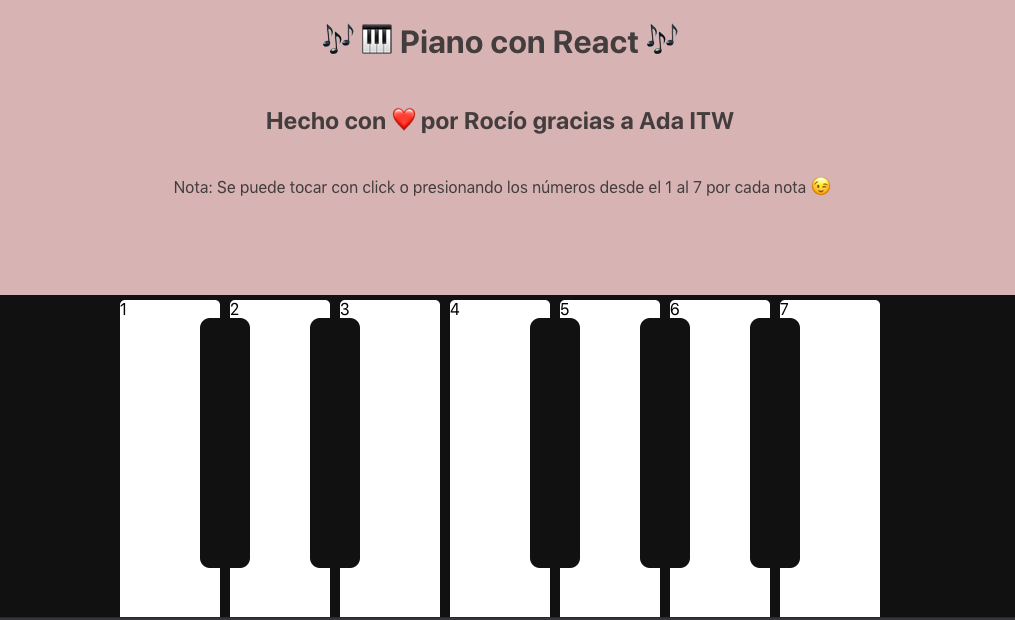 🎶 🎹 Piano con React 🎶
Hecho con ❤️ por Rocío gracias a Ada ITW
Nota: Se puede tocar con click o presionando los números desde el 1 al 7 por cada nota 😉
1 2 3 4 5 6 7